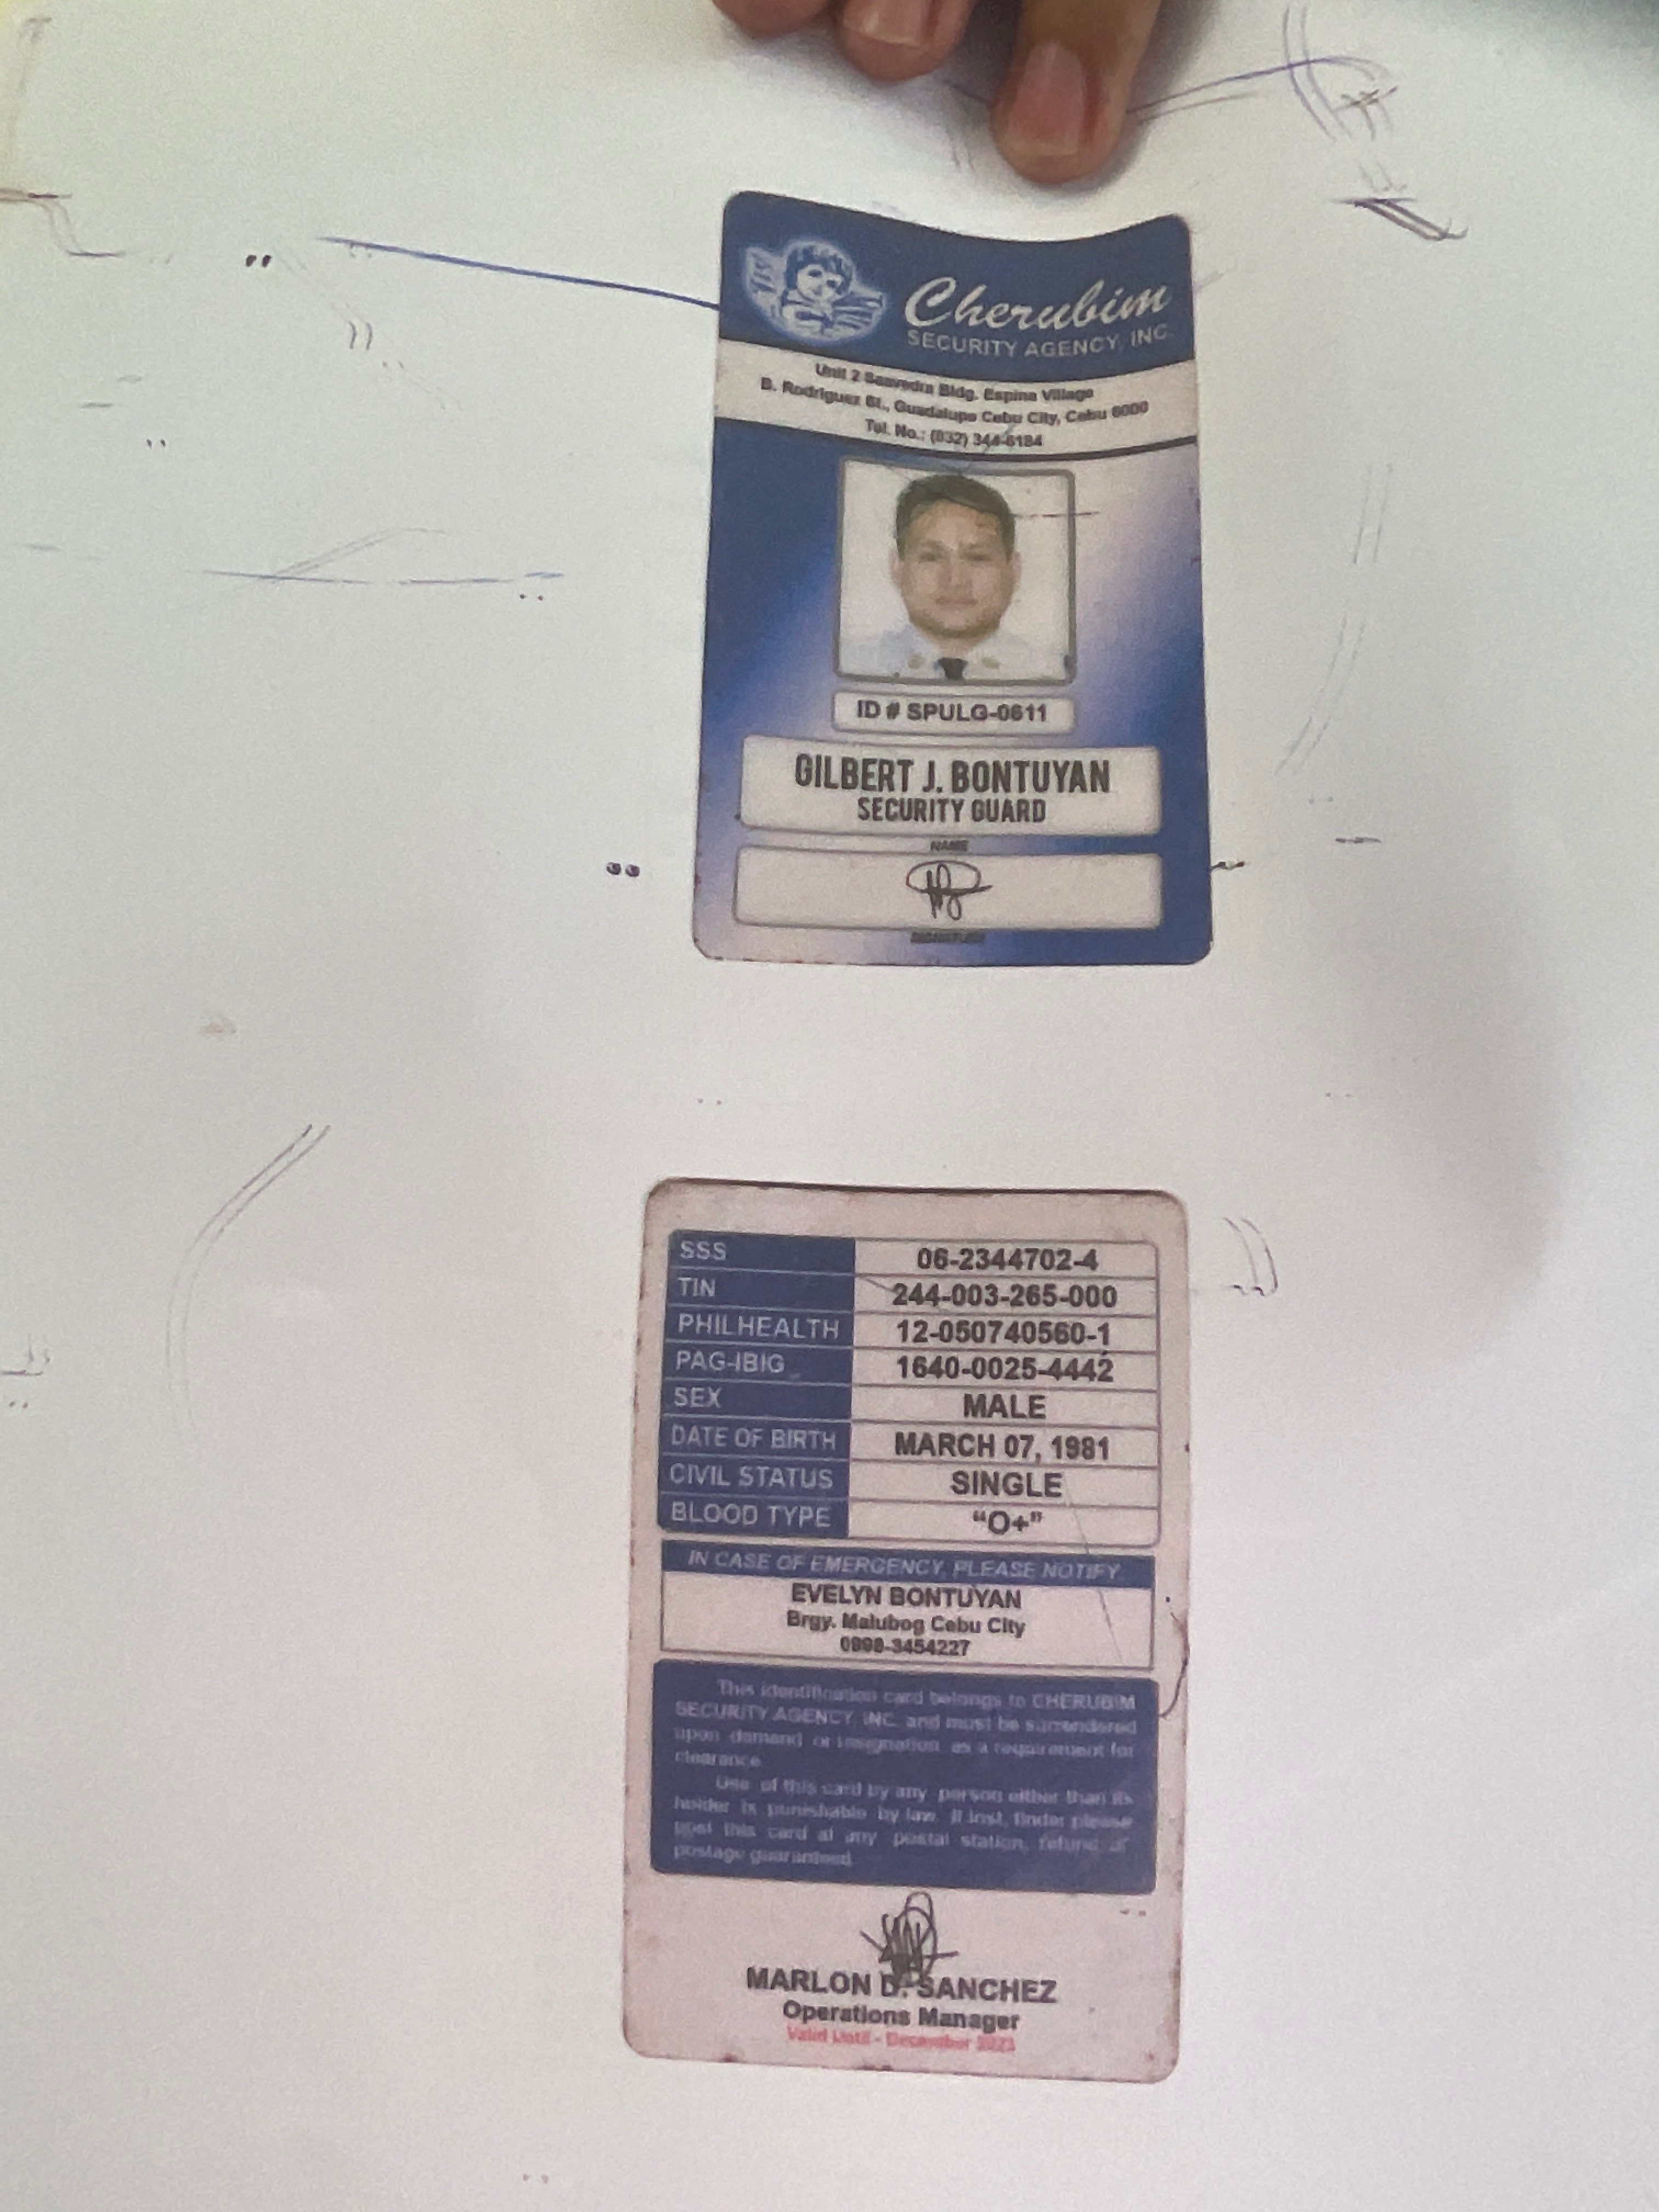 Cherubim
SECURITY AGENCY, INC.
Unit 2 Saavedra Bldg. Espina Village
B. Rodriguez St., Guadalupe Cebu City, Cebu 6000
Tel. No.: (032) 344-6184
ID # SPULG-0611
GILBERT J. BONTUYAN
SECURITY GUARD
NAME
SIGNATURE
SSS 06-2344702-4
TIN 244-003-265-000
PHILHEALTH 12-050740560-1
PAG-IBIG 1640-0025-4442
SEX MALE
DATE OF BIRTH MARCH 07, 1981
CIVIL STATUS SINGLE
BLOOD TYPE “O+”
IN CASE OF EMERGENCY, PLEASE NOTIFY
EVELYN BONTUYAN
Brgy. Malubog Cebu City
0998-3454227
This identification card belongs to CHERUBIM
SECURITY AGENCY, INC. and must be surrendered
upon demand or resignation as a requirement for
clearance
Use of this card by any person either than its
holder is punishable by law. If lost, finder please
post this card at any postal station, refund of
postage guaranteed
MARLON D. SANCHEZ
Operations Manager
Valid Until - December